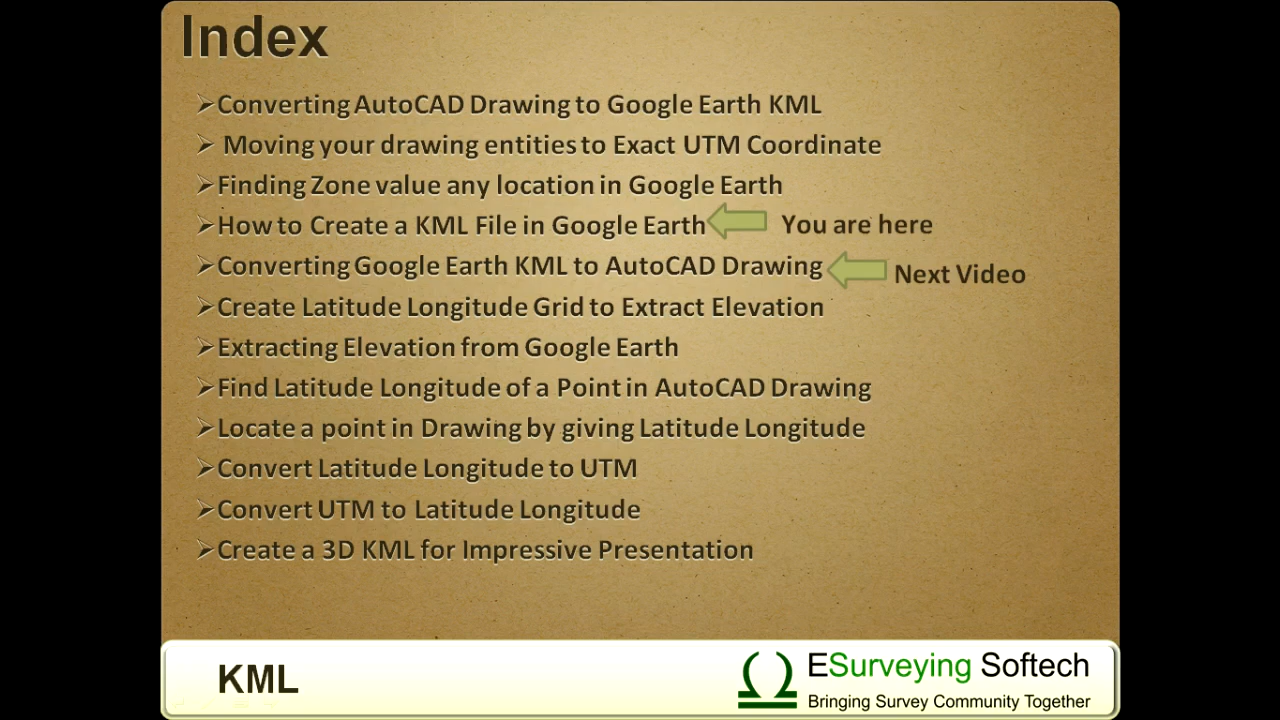 Index
Converting AutoCAD Drawing to Google Earth KML
Moving your drawing entities to Exact UTM Coordinate
Finding Zone value any location in Google Earth
How to Create a KML File in Google Earth You are here
Converting Google Earth KML to AutoCAD Drawing Next Video
Create Latitude Longitude Grid to Extract Elevation
Extracting Elevation from Google Earth
Find Latitude Longitude of a Point in AutoCAD Drawing
Locate a point in Drawing by giving Latitude Longitude
Convert Latitude Longitude to UTM
Convert UTM to Latitude Longitude
Create a 3D KML for Impressive Presentation
KML
ESurveying Softech
Bringing Survey Community Together